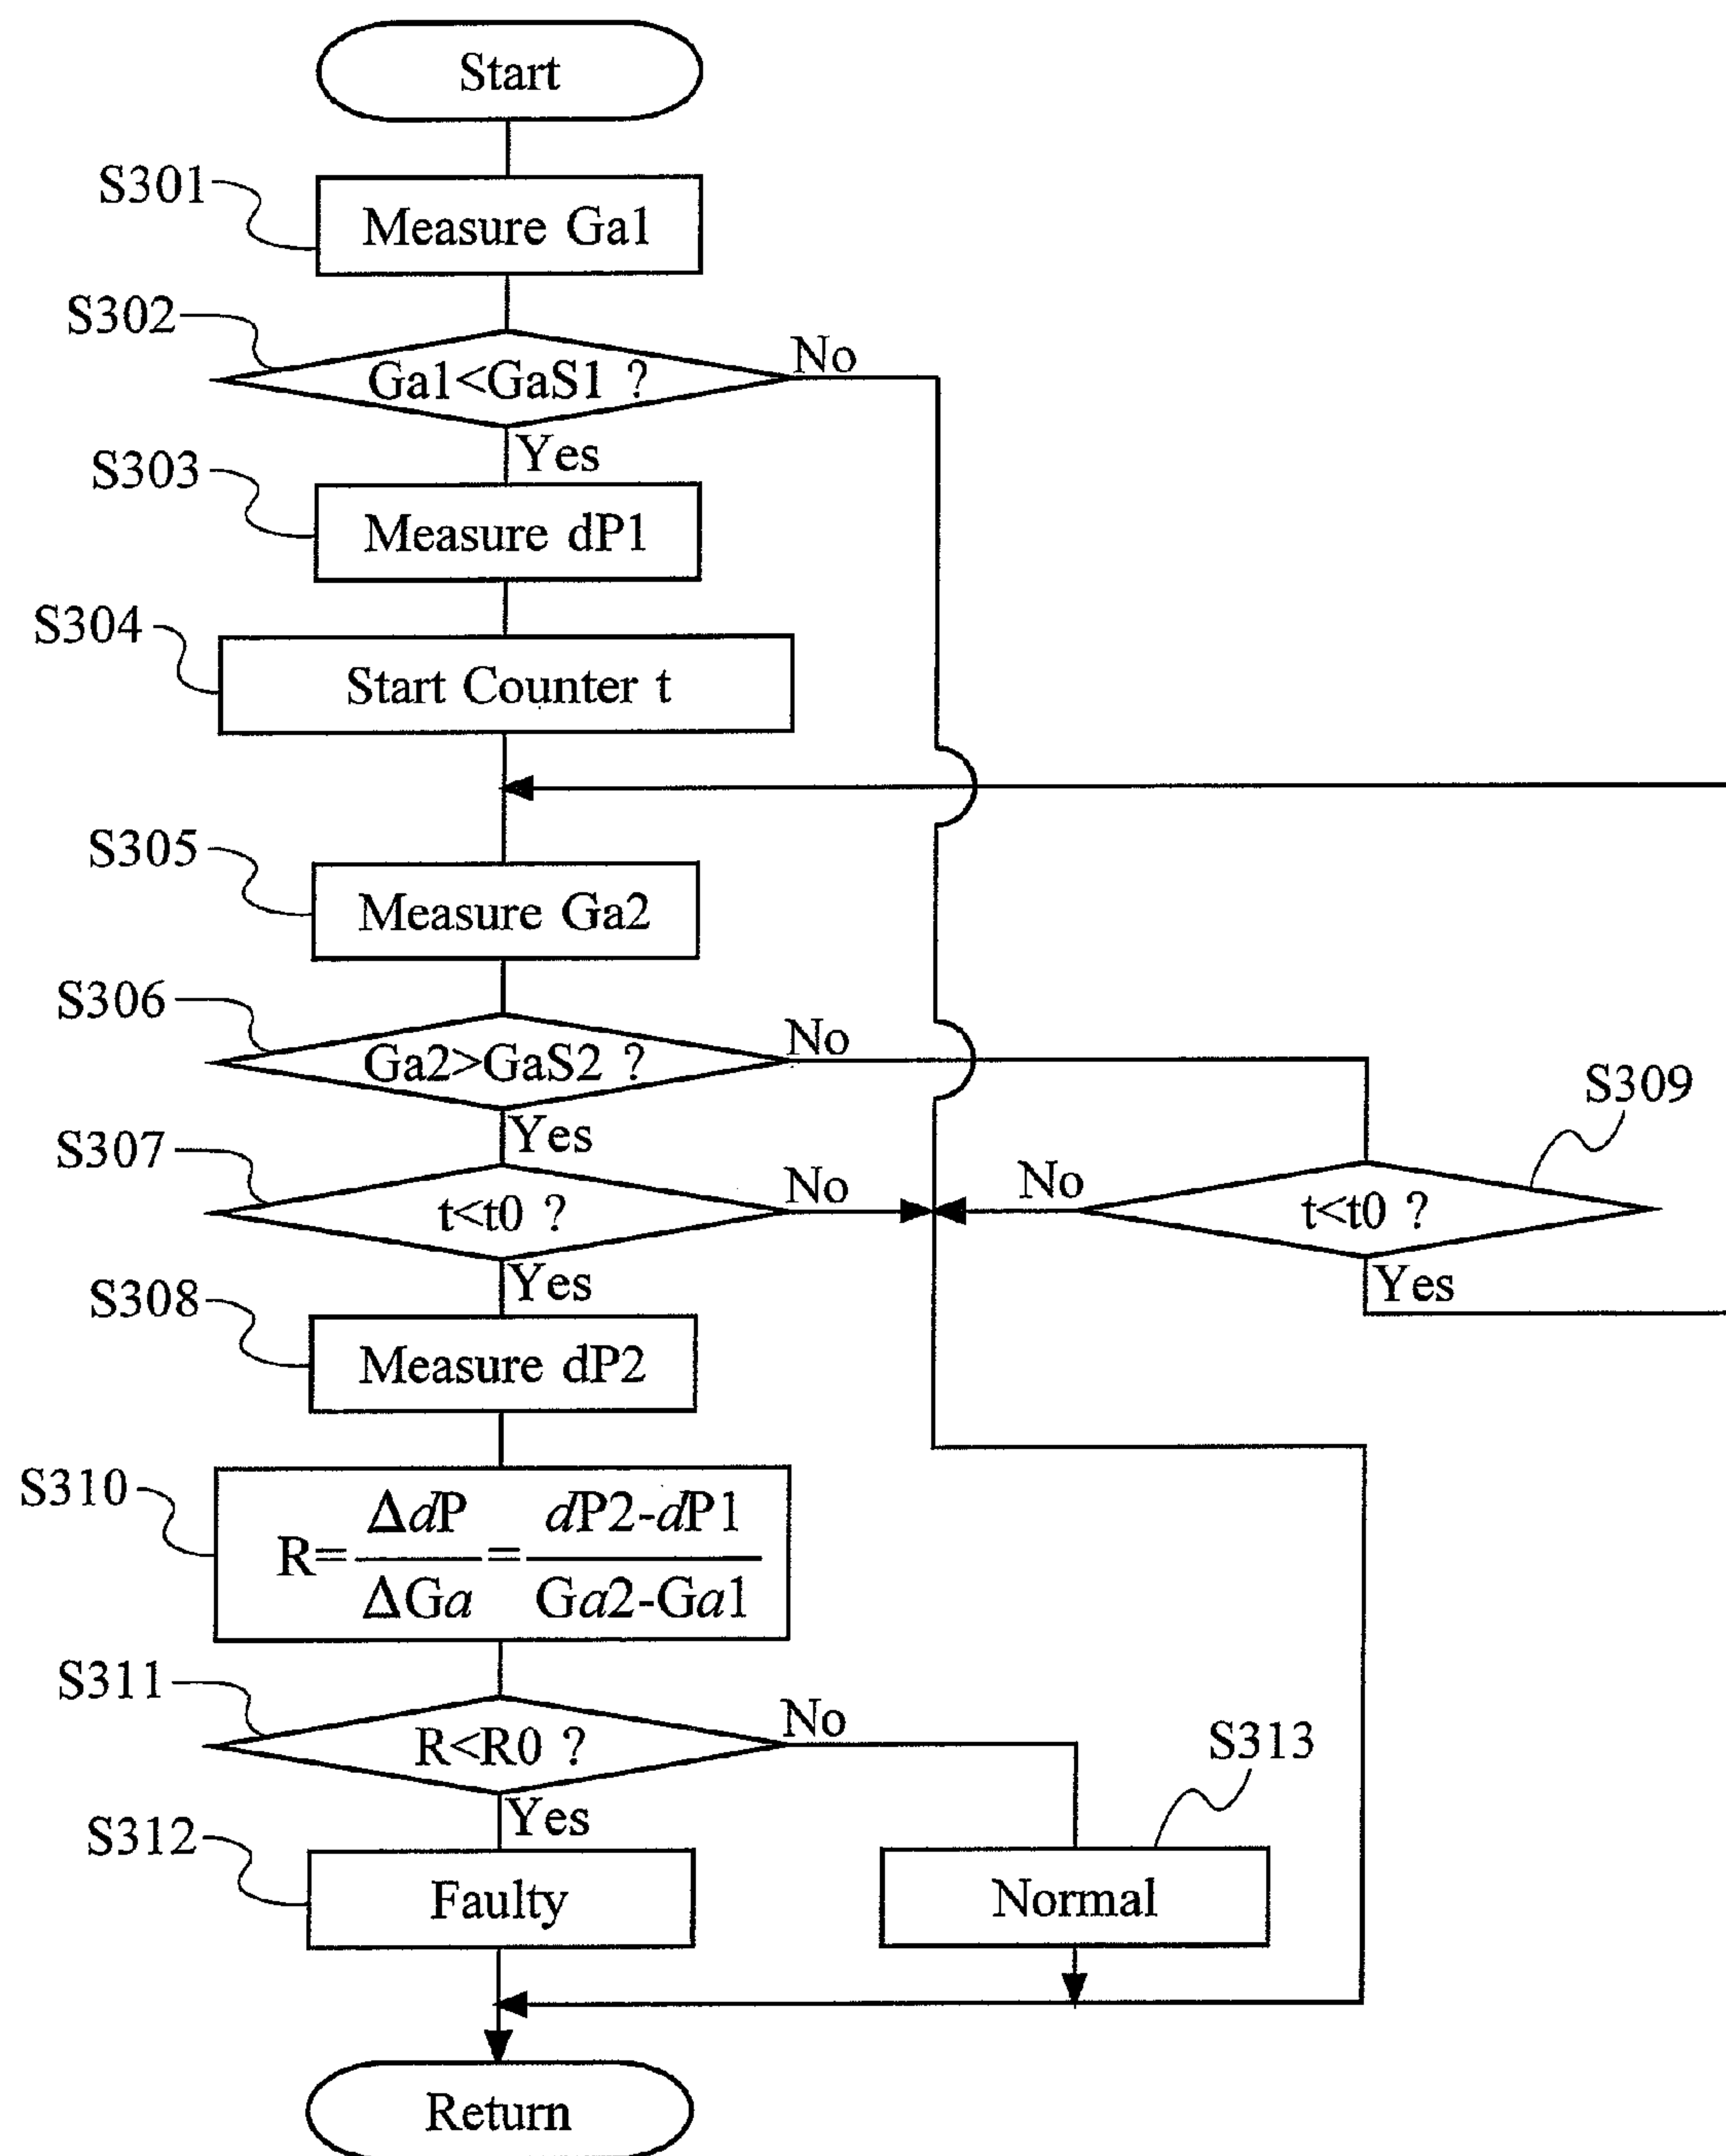 Start
S301
Measure Ga1
S302
Ga1<GaS1 ?
No
Yes
S303
Measure dP1
S304
Start Counter t
S305
Measure Ga2
S306
Ga2>GaS2 ?
No
Yes
S307
t<t0 ?
No
Yes
S309
t<t0 ?
No
Yes
S308
Measure dP2
S310
R=ΔdP/ΔGa=dP2-dP1/Ga2-Ga1
S311
R<R0 ?
No
Yes
S312
Faulty
S313
Normal
Return